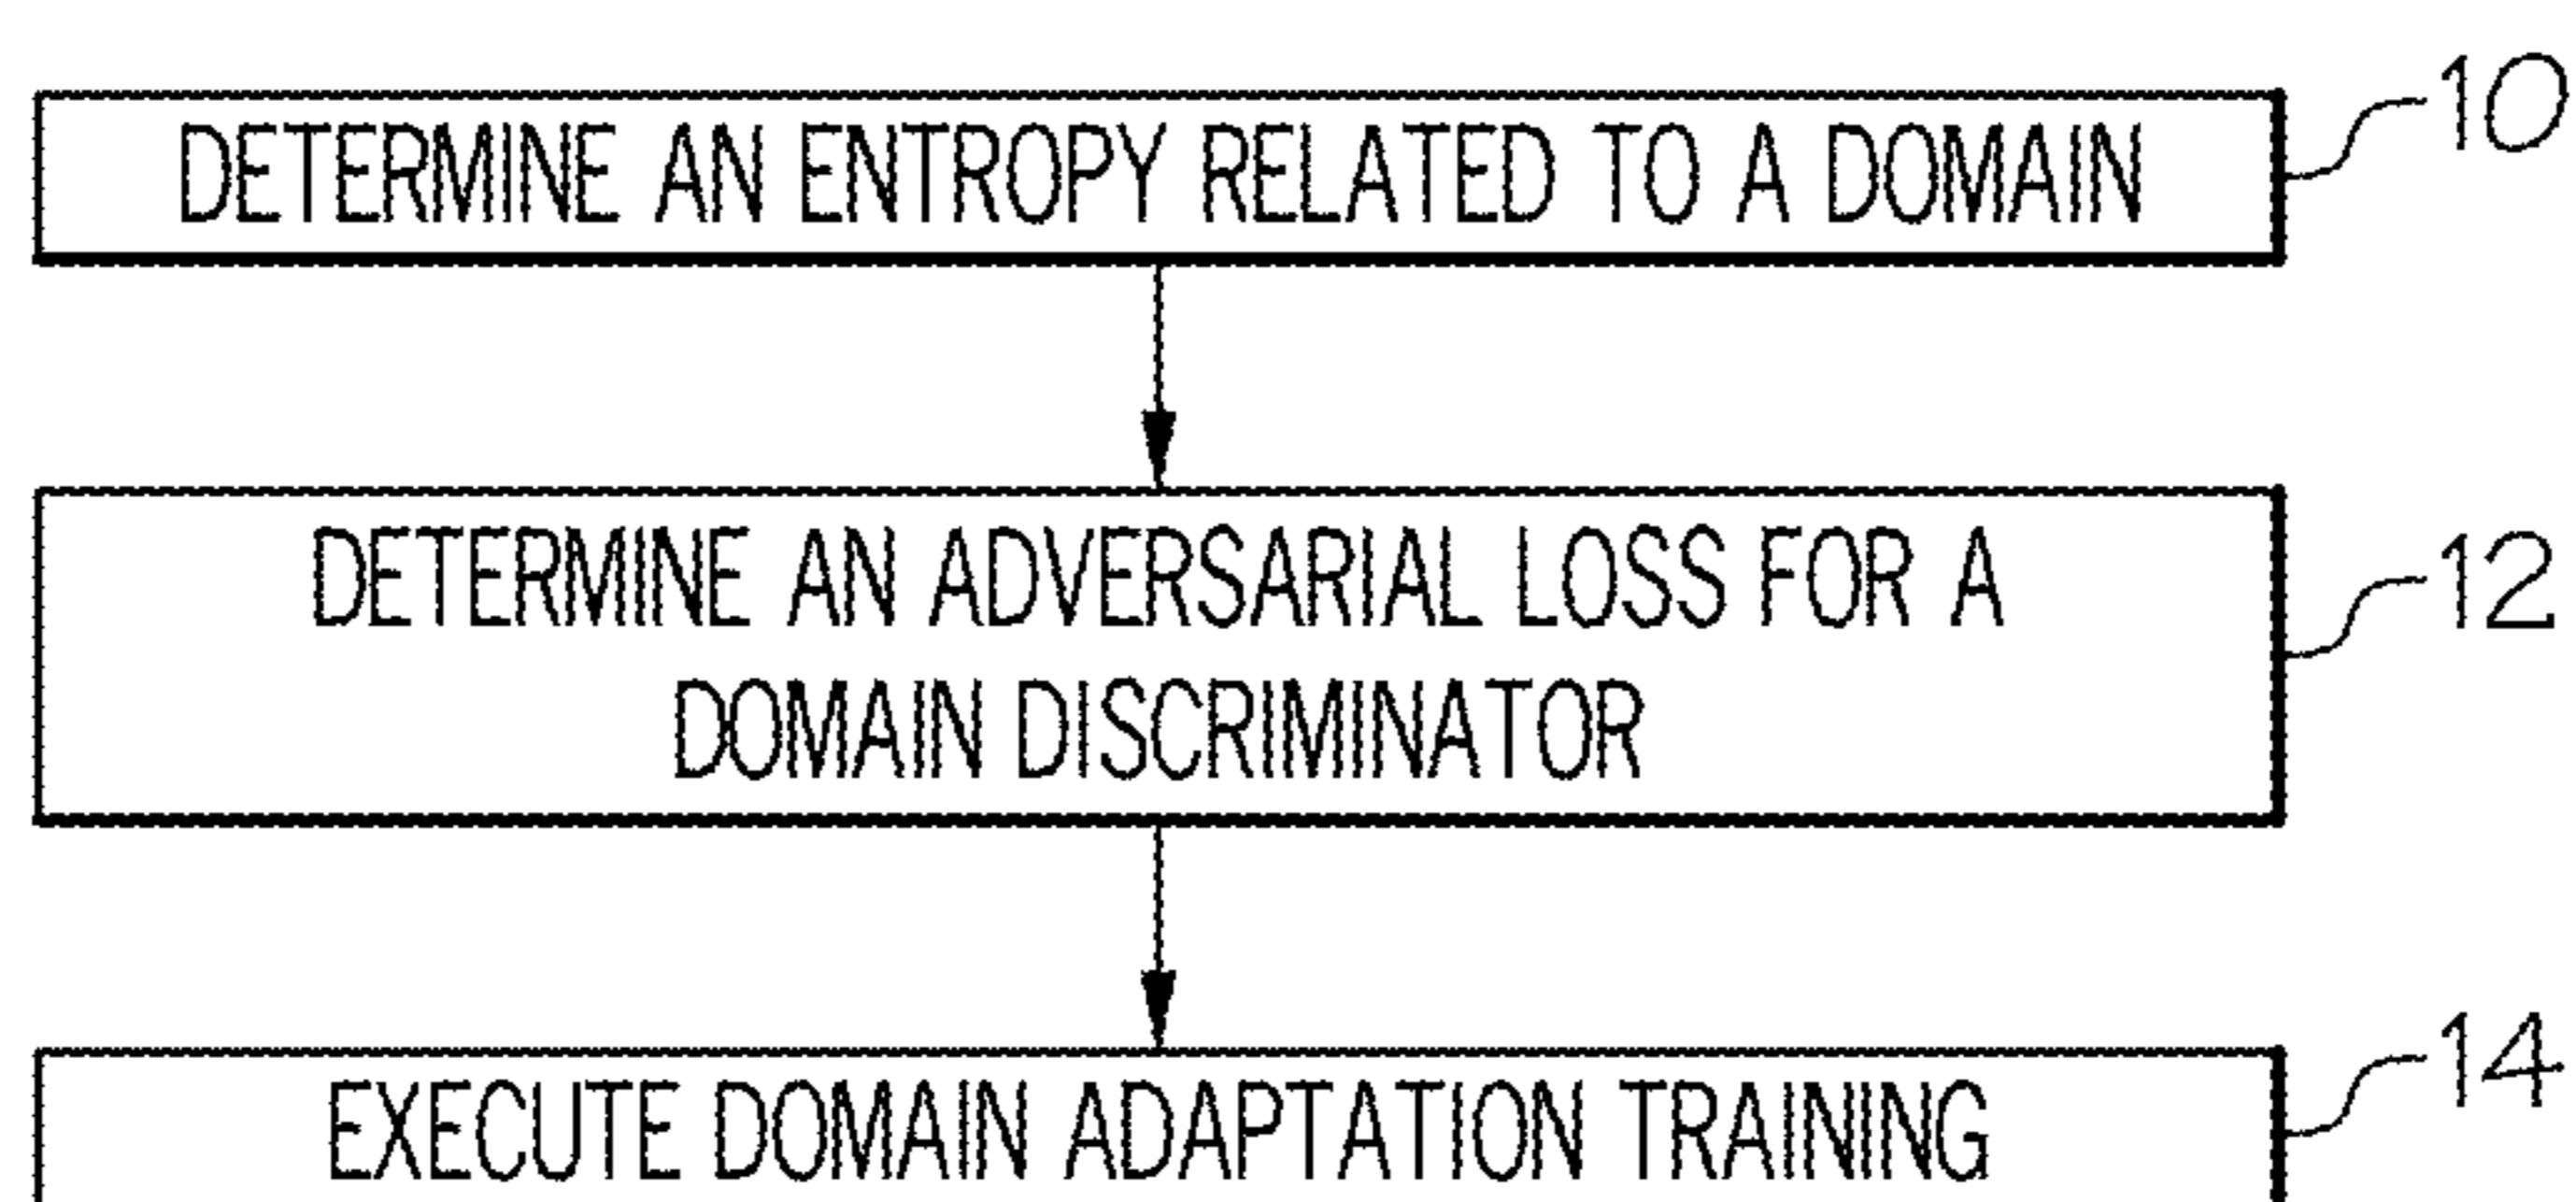 DETERMINE AN ENTROPY RELATED TO A DOMAIN
10
DETERMINE AN ADVERSARIAL LOSS FOR A
DOMAIN DISCRIMINATOR
12
EXECUTE DOMAIN ADAPTATION TRAINING
14